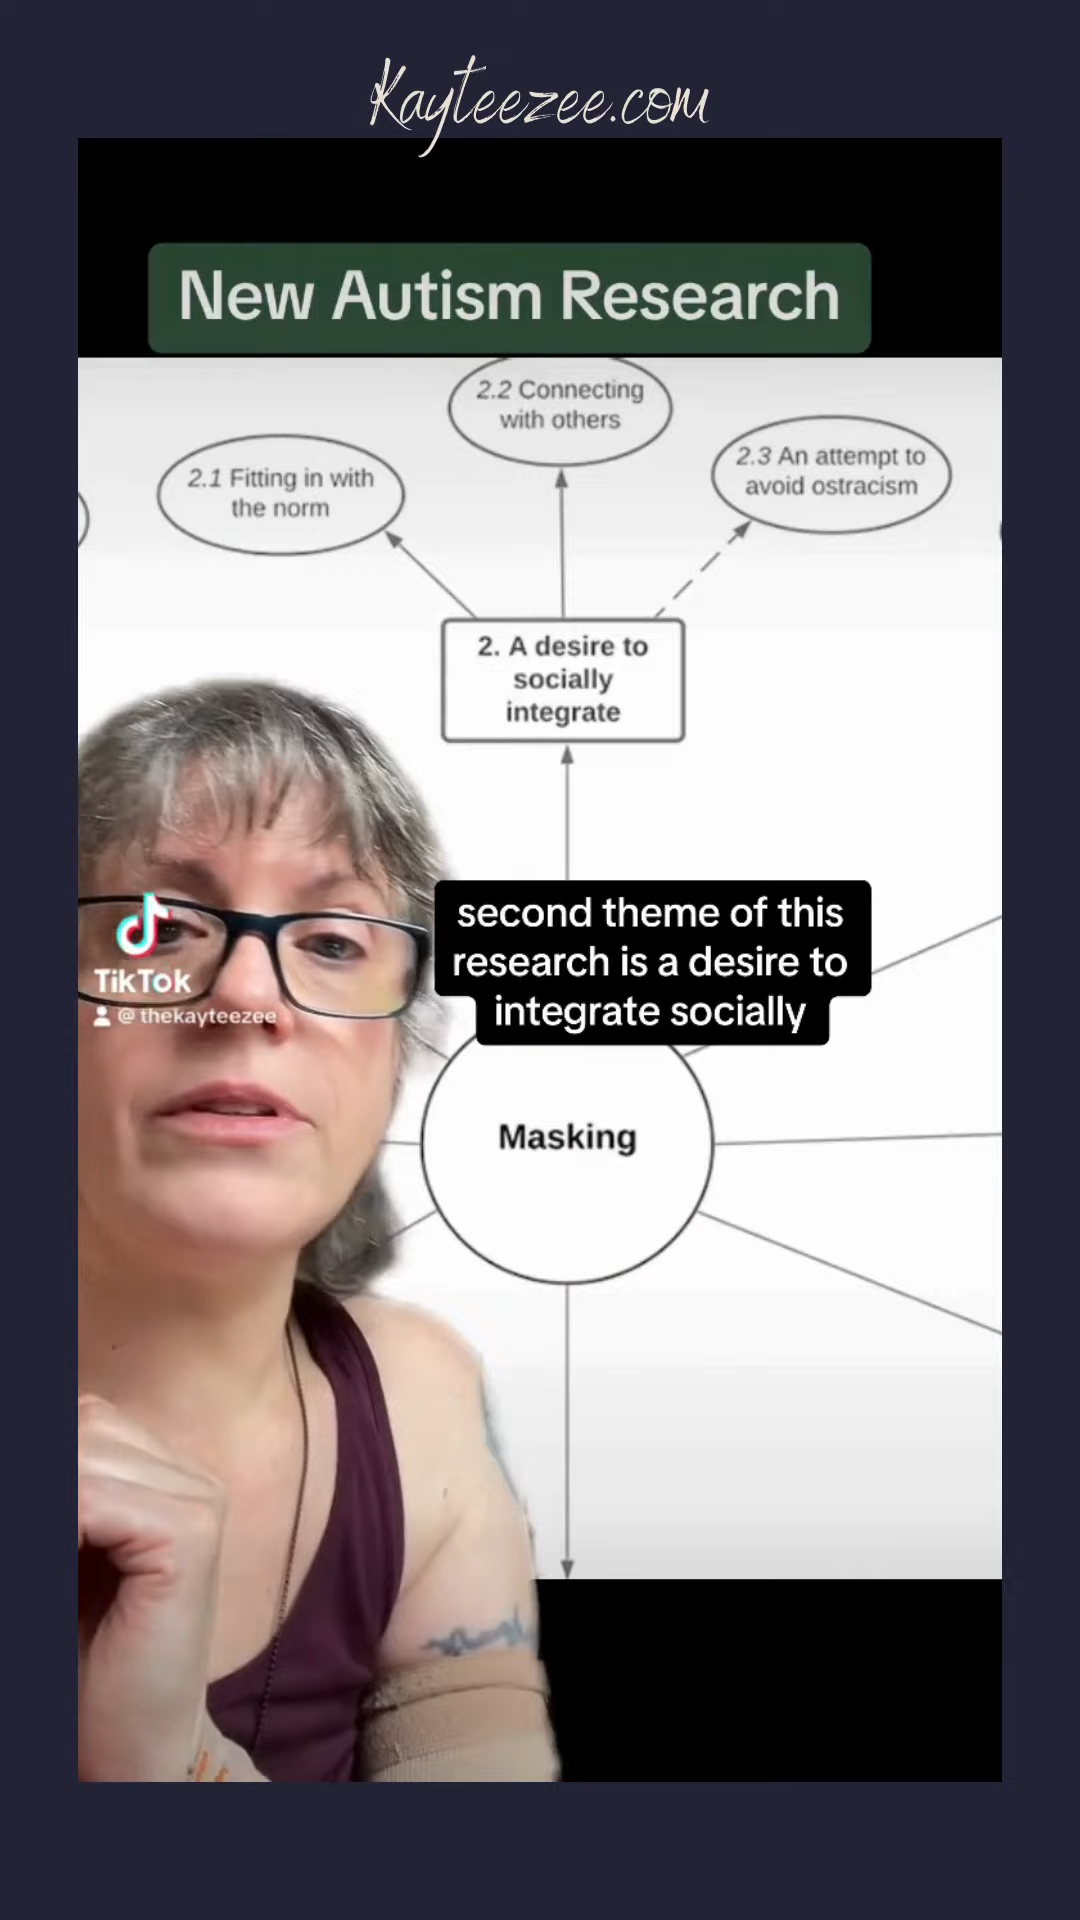 Kayteezee.com
New Autism Research
2.2 Connecting
with others
2.1 Fitting in with
the norm
2.3 An attempt to
avoid ostracism
2. A desire to
socially
integrate
second theme of this
research is a desire to
integrate socially
TikTok
@ thekayteezee
Masking